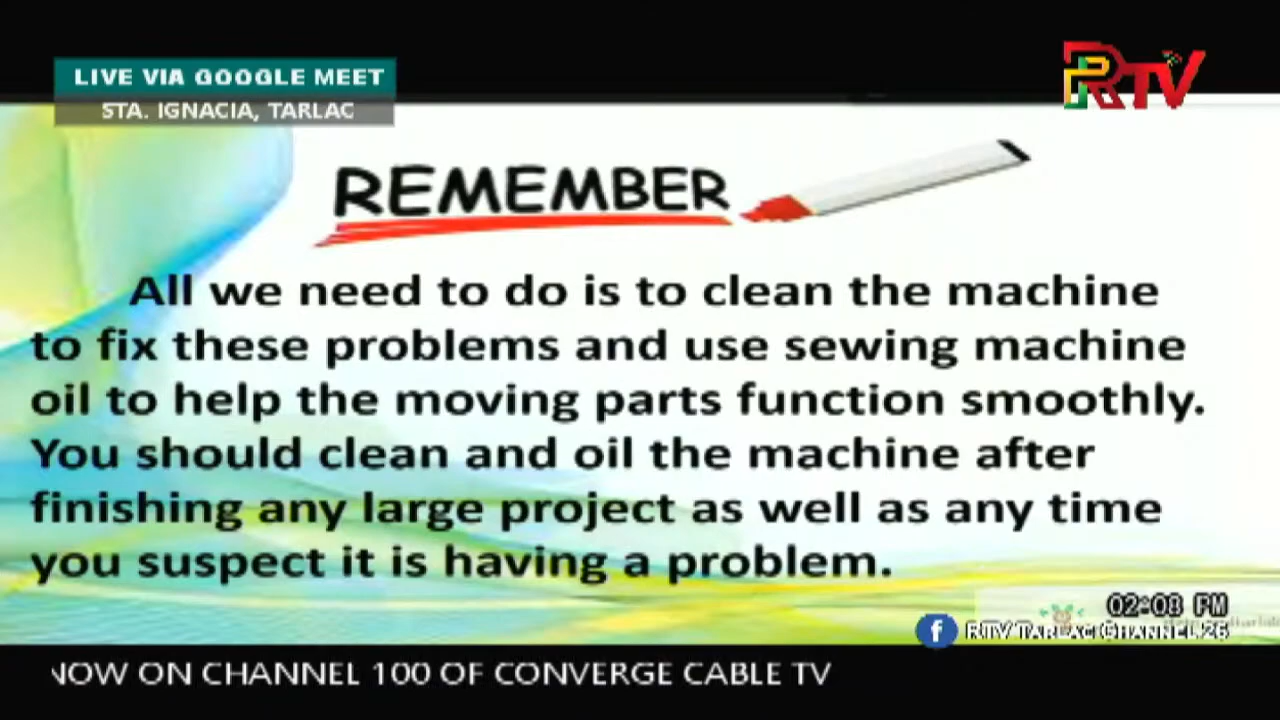 LIVE VIA GOOGLE MEET
STA. IGNACIA, TARLAC
RTV
REMEMBER
All we need to do is to clean the machine
to fix these problems and use sewing machine
oil to help the moving parts function smoothly.
You should clean and oil the machine after
finishing any large project as well as any time
you suspect it is having a problem.
02:08 PM
RTV TARLAC CHANNEL 26
NOW ON CHANNEL 100 OF CONVERGE CABLE TV